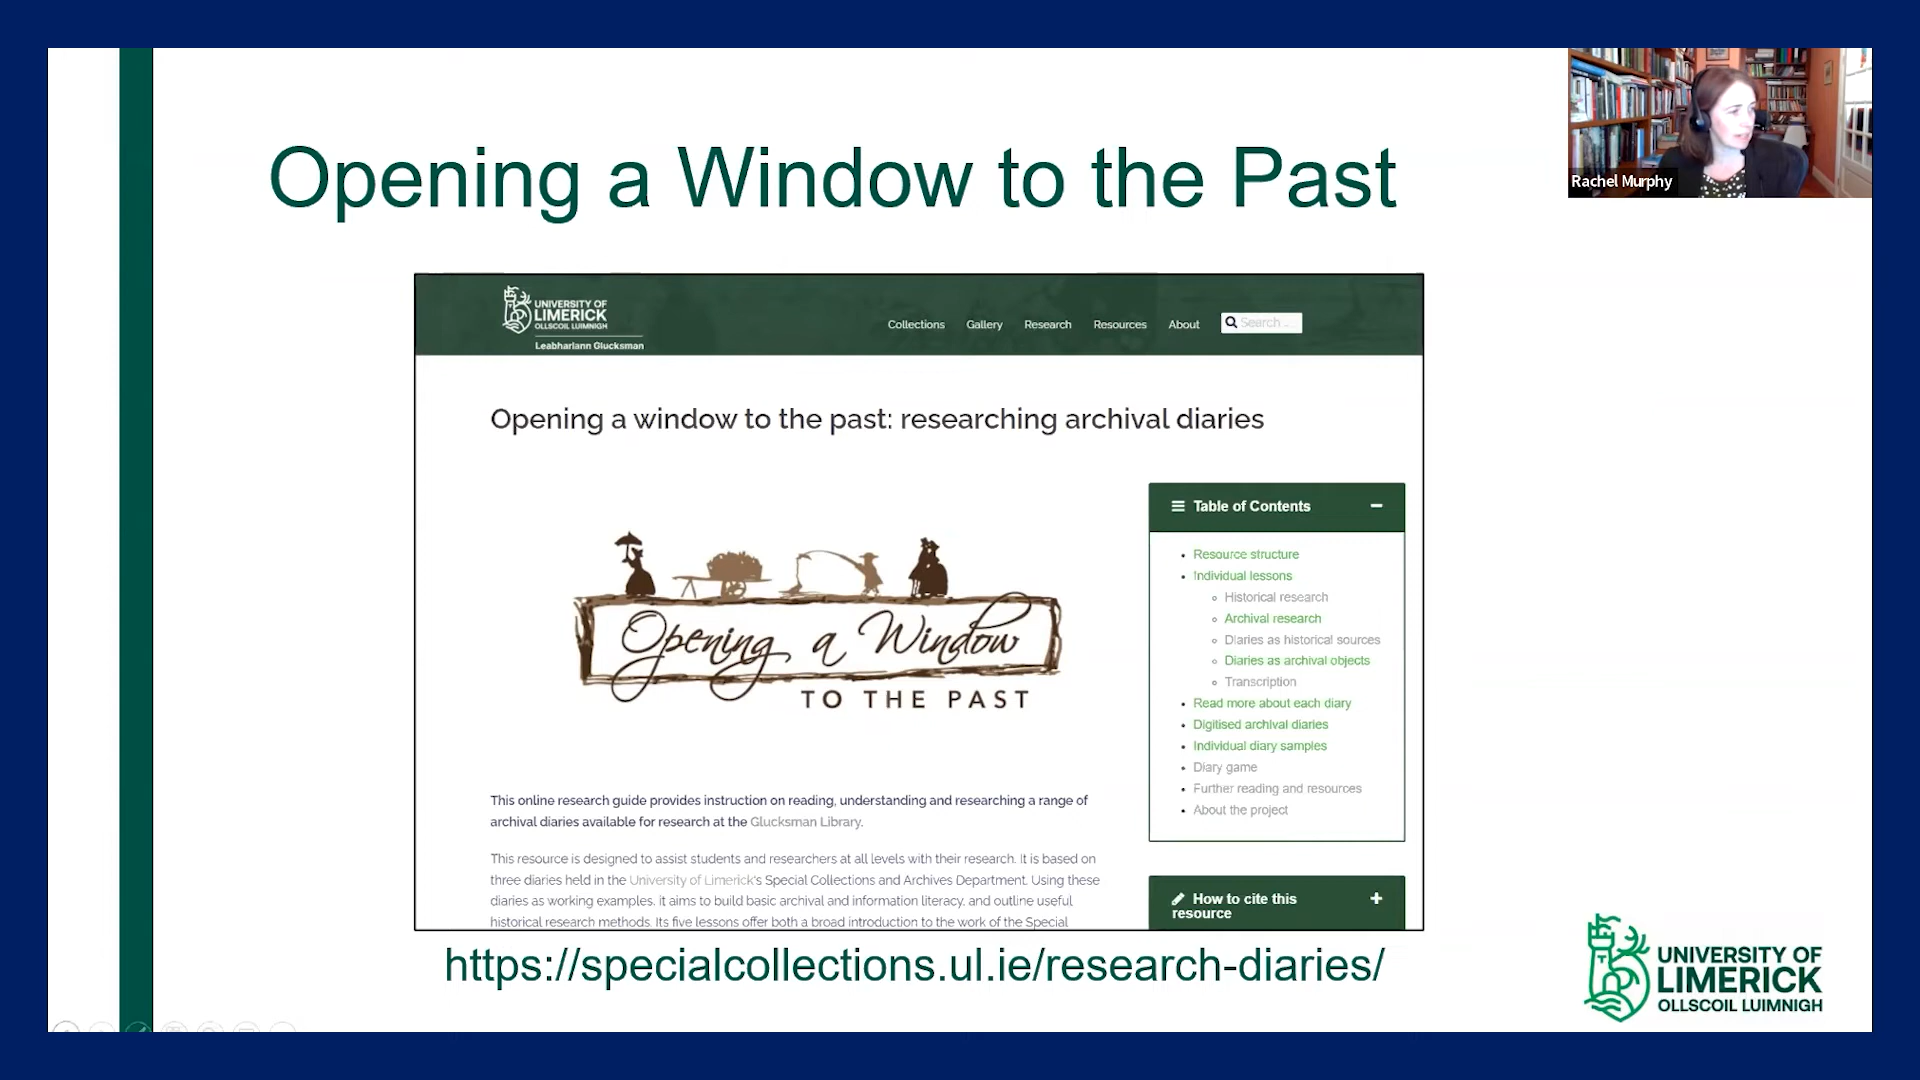 Opening a Window to the Past
Rachel Murphy
UNIVERSITY OF
LIMERICK
OLLSCOIL LUIMNIGH
Leabharlann Glucksman
Collections Gallery Research Resources About Search ...
Opening a window to the past: researching archival diaries
Opening a Window
TO THE PAST
This online research guide provides instruction on reading, understanding and researching a range of
archival diaries available for research at the Glucksman Library.
This resource is designed to assist students and researchers at all levels with their research. It is based on
three diaries held in the University of Limerick's Special Collections and Archives Department. Using these
diaries as working examples, it aims to build basic archival and information literacy, and outline useful
historical research methods. Its five lessons offer both a broad introduction to the work of the Special
Table of Contents
Resource structure
Individual lessons
Historical research
Archival research
Diaries as historical sources
Diaries as archival objects
Transcription
Read more about each diary
Digitised archival diaries
Individual diary samples
Diary game
Further reading and resources
About the project
How to cite this
resource
https://specialcollections.ul.ie/research-diaries/
UNIVERSITY OF
LIMERICK
OLLSCOIL LUIMNIGH